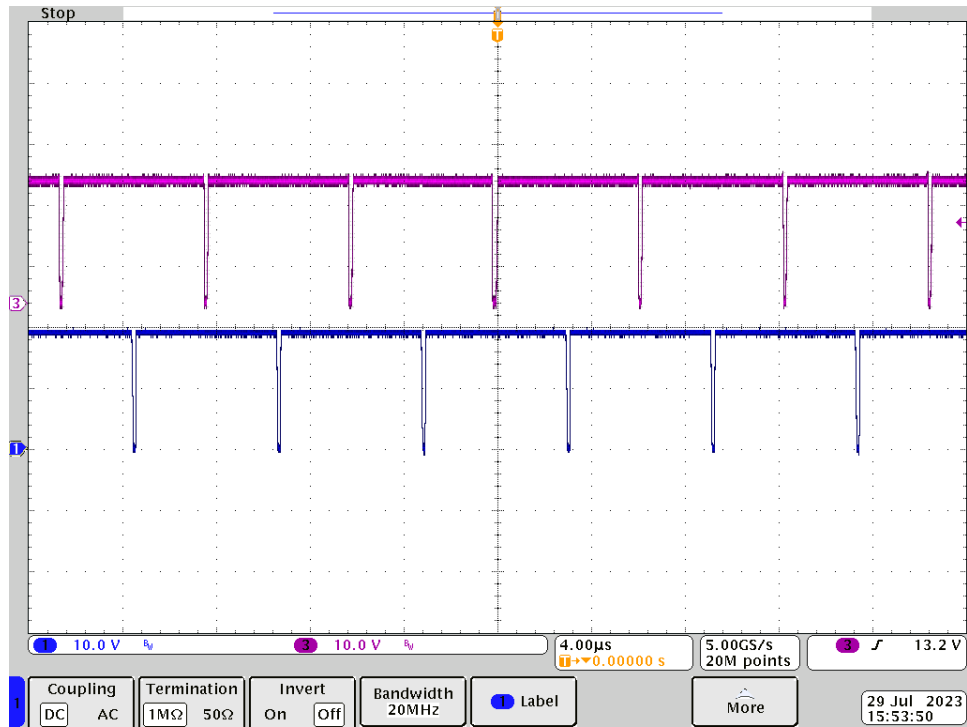 Stop
T
3
1
1 10.0 V BW 3 10.0 V BW 4.00µs 5.00GS/s 3 13.2 V
T→▼0.00000 s 20M points
Coupling Termination Invert Bandwidth 1 Label More
DC AC 1MΩ 50Ω On Off 20MHz
1
29 Jul 2023
15:53:50